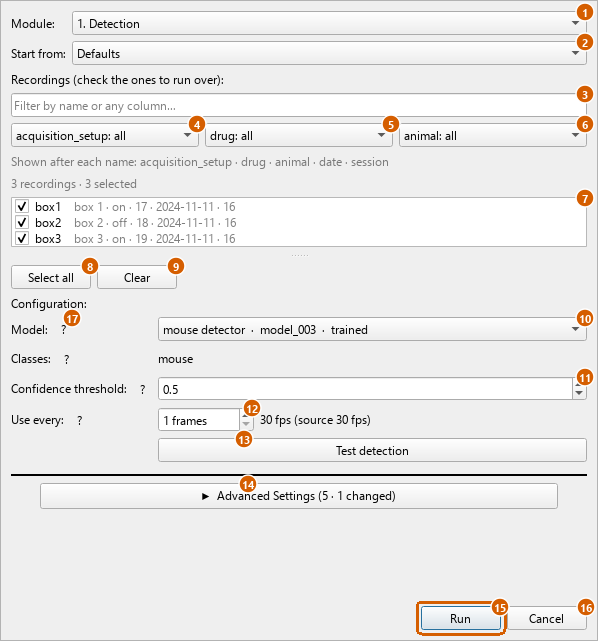 Module: 1. Detection 1
Start from: Defaults 2
Recordings (check the ones to run over):
Filter by name or any column... 3
acquisition_setup: all 4 drug: all 5 animal: all 6
Shown after each name: acquisition_setup · drug · animal · date · session
3 recordings · 3 selected
box1 box 1 · on · 17 · 2024-11-11 · 16 7
box2 box 2 · off · 18 · 2024-11-11 · 16
box3 box 3 · on · 19 · 2024-11-11 · 16
Select all 8 Clear 9
Configuration:
Model: ? 17 mouse detector · model_003 · trained 10
Classes: ? mouse
Confidence threshold: ? 0.5 11
Use every: ? 1 frames 12 30 fps (source 30 fps)
13
Test detection
14
► Advanced Settings (5 · 1 changed)
Run 15 Cancel 16